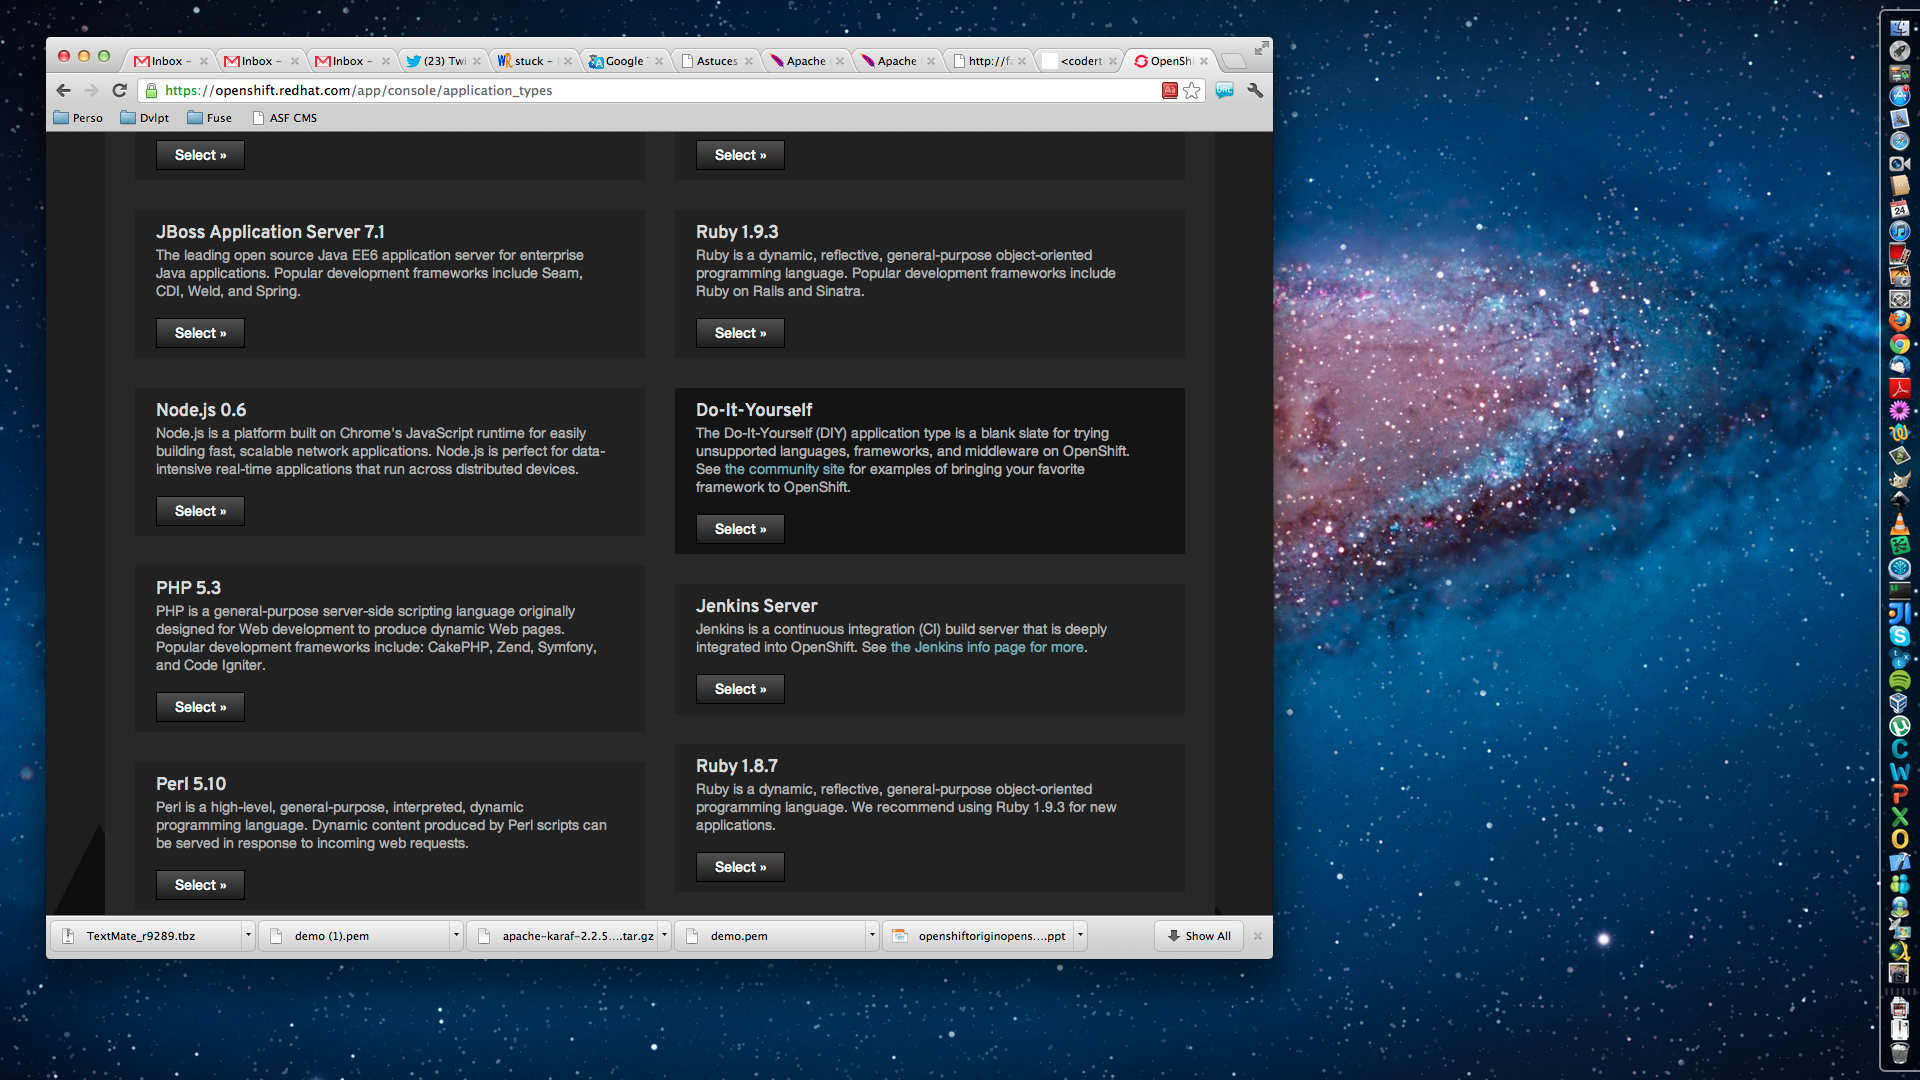 Inbox –
Inbox –
Inbox –
(23) Twi
stuck –
Google
Astuces
Apache
Apache
http://f
<codert
OpenShi
https://openshift.redhat.com/app/console/application_types
Perso
Dvlpt
Fuse
ASF CMS
Select »
Select »
JBoss Application Server 7.1
The leading open source Java EE6 application server for enterprise
Java applications. Popular development frameworks include Seam,
CDI, Weld, and Spring.
Select »
Ruby 1.9.3
Ruby is a dynamic, reflective, general-purpose object-oriented
programming language. Popular development frameworks include
Ruby on Rails and Sinatra.
Select »
Node.js 0.6
Node.js is a platform built on Chrome's JavaScript runtime for easily
building fast, scalable network applications. Node.js is perfect for data-
intensive real-time applications that run across distributed devices.
Select »
Do-It-Yourself
The Do-It-Yourself (DIY) application type is a blank slate for trying
unsupported languages, frameworks, and middleware on OpenShift.
See the community site for examples of bringing your favorite
framework to OpenShift.
Select »
PHP 5.3
PHP is a general-purpose server-side scripting language originally
designed for Web development to produce dynamic Web pages.
Popular development frameworks include: CakePHP, Zend, Symfony,
and Code Igniter.
Select »
Jenkins Server
Jenkins is a continuous integration (CI) build server that is deeply
integrated into OpenShift. See the Jenkins info page for more.
Select »
Perl 5.10
Perl is a high-level, general-purpose, interpreted, dynamic
programming language. Dynamic content produced by Perl scripts can
be served in response to incoming web requests.
Select »
Ruby 1.8.7
Ruby is a dynamic, reflective, general-purpose object-oriented
programming language. We recommend using Ruby 1.9.3 for new
applications.
Select »
TextMate_r9289.tbz
demo (1).pem
apache-karaf-2.2.5....tar.gz
demo.pem
openshiftoriginopens....ppt
Show All
24